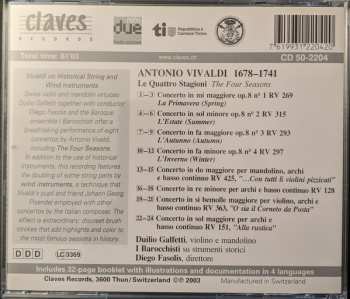 claves
RECORDS
due
ti
Repubblica e
Cantone Ticino
7619931220420
Total time: 61'03
www.claves.ch
CD 50-2204
Vivaldi on Historical String and
Wind Instruments
Swiss violin and mandolin virtuoso
Duilio Galfetti together with conductor
Diego Fasolis and the Baroque
ensemble I Barocchisti offer a
breathtaking performance of eight
concertos by Antonio Vivaldi,
including The Four Seasons.
In addition to the use of historical
instruments, this recording features
the doubling of some string parts by
wind instruments, a technique that
Vivaldi's pupil and friend Johann Georg
Pisendel employed with other
concertos by the Italian composer. The
effect is extraordinary: discreet brush
strokes that add highlights and color to
the most famous seasons in history.
ANTONIO VIVALDI 1678–1741
Le Quattro Stagioni The Four Seasons
1–3 Concerto in mi maggiore op.8 nº 1 RV 269
La Primavera (Spring)
4–6 Concerto in sol minore op.8 nº 2 RV 315
L'Estate (Summer)
7–9 Concerto in fa maggiore op.8 nº 3 RV 293
L'Autunno (Autumn)
10–12 Concerto in fa minore op.8 nº 4 RV 297
L'Inverno (Winter)
13–15 Concerto in do maggiore per mandolino, archi
e basso continuo RV 425, "...Con tutti li violini pizzicati"
16–18 Concerto in re minore per archi e basso continuo RV 128
19–21 Concerto in si bemolle maggiore per violino, archi e
basso continuo RV 363, "O sia il Corneto da Posta"
22–24 Concerto in sol maggiore per archi e
basso continuo RV 151, "Alla rustica"
Duilio Galfetti, violino e mandolino
I Barocchisti su strumenti storici
Diego Fasolis, direttore
D D D
LC 3369
Includes 32-page booklet with illustrations and documentation in 4 languages
Claves Records, 3600 Thun / Switzerland ℗ © 2003
Manufactured in Switzerland